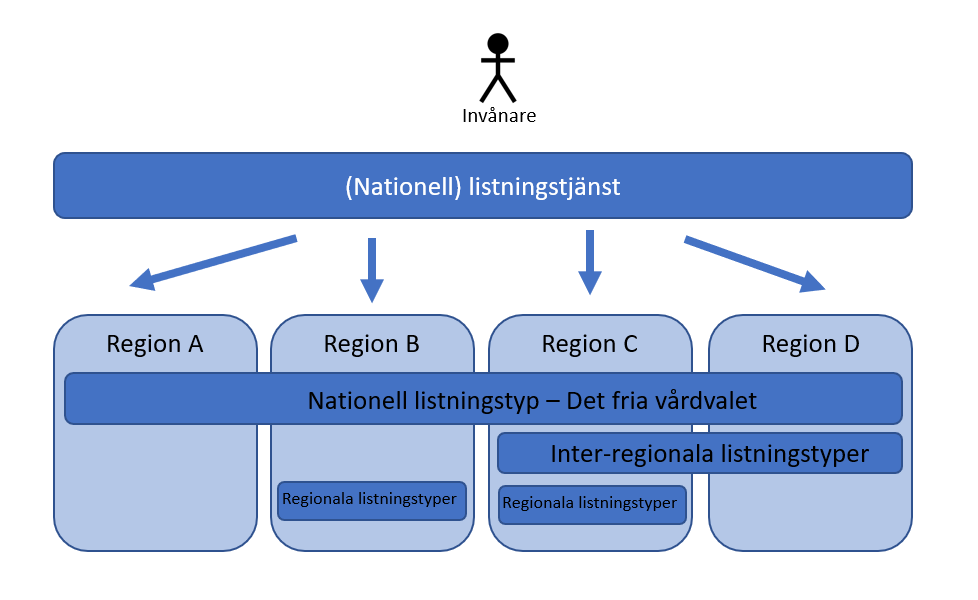 Invånare
(Nationell) listningstjänst
Region A
Region B
Region C
Region D
Nationell listningstyp – Det fria vårdvalet
Inter-regionala listningstyper
Regionala listningstyper
Regionala listningstyper